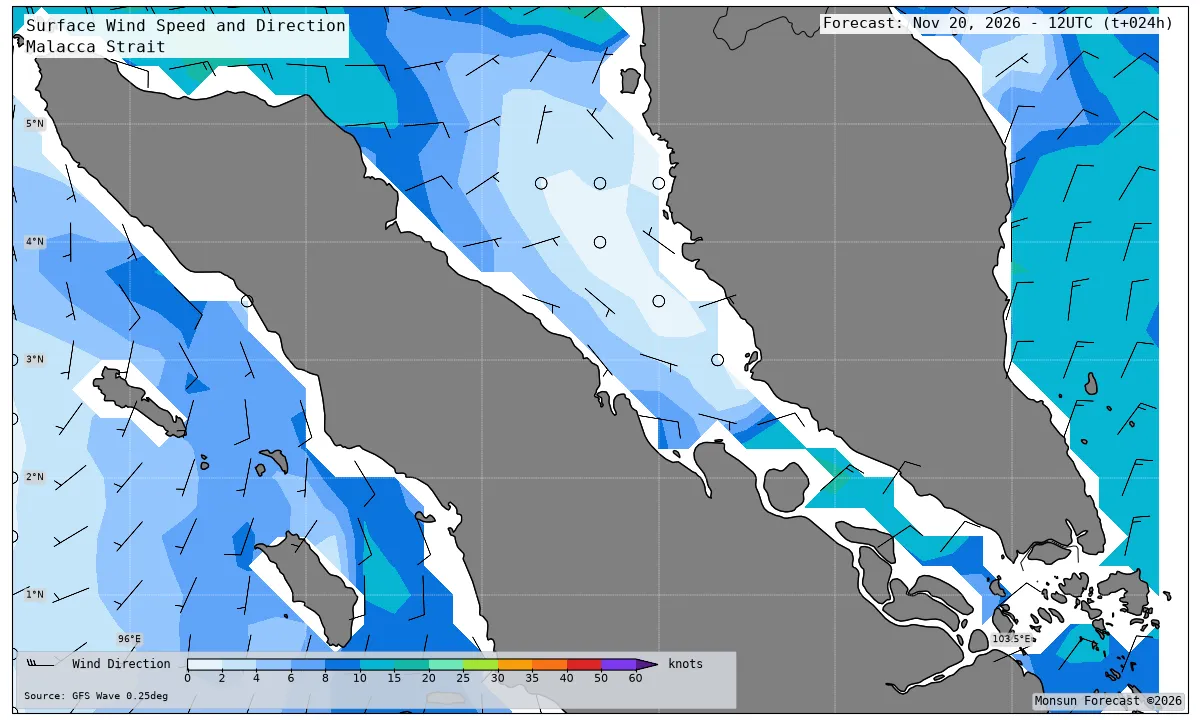 Surface Wind Speed and Direction
Malacca Strait
Forecast: Nov 20, 2026 - 12UTC (t+024h)
5°N
4°N
3°N
2°N
1°N
96°E
103.5°E
Wind Direction
knots
0 2 4 6 8 10 12 15 20 25 30 35 40 50 60
Source: GFS Wave 0.25deg
Monsun Forecast ©2026